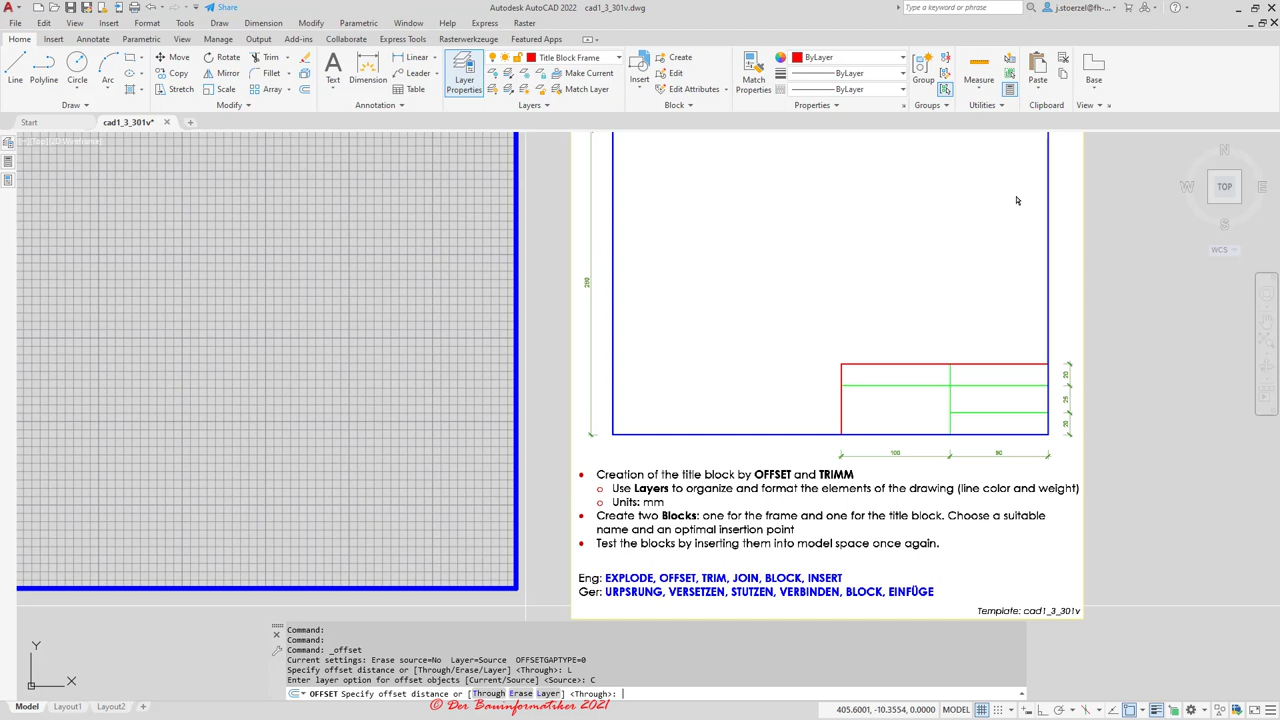 Share
Autodesk AutoCAD 2022 cad1_3_301v.dwg
Type a keyword or phrase
j.stoerzel@fh-...
File Edit View Insert Format Tools Draw Dimension Modify Parametric Window Help Express Raster
Home Insert Annotate Parametric View Manage Output Add-ins Collaborate Express Tools Rasterwerkzeuge Featured Apps
Line Polyline Circle Arc
Draw
Move Rotate Trim
Copy Mirror Fillet
Stretch Scale Array
Modify
Text Dimension
Linear
Leader
Table
Annotation
Layer Properties
Title Block Frame
Make Current
Match Layer
Layers
Insert
Create
Edit
Edit Attributes
Block
Match Properties
ByLayer
ByLayer
ByLayer
Properties
Group
Groups
Measure
Utilities
Paste
Clipboard
Base
View
Start cad1_3_301v*
N
W TOP E
S
WCS
280
20
25
20
100 90
• Creation of the title block by OFFSET and TRIMM
o Use Layers to organize and format the elements of the drawing (line color and weight)
o Units: mm
• Create two Blocks: one for the frame and one for the title block. Choose a suitable
name and an optimal insertion point
• Test the blocks by inserting them into model space once again.
Eng: EXPLODE, OFFSET, TRIM, JOIN, BLOCK, INSERT
Ger: URPSRUNG, VERSETZEN, STUTZEN, VERBINDEN, BLOCK, EINFÜGE
Template: cad1_3_301v
Y
X
Command:
Command:
Command: _offset
Current settings: Erase source=No Layer=Source OFFSETGAPTYPE=0
Specify offset distance or [Through/Erase/Layer] <Through>: L
Enter layer option for offset objects [Current/Source] <Source>: C
OFFSET Specify offset distance or [Through Erase Layer] <Through>:
© Der Bauinformatiker 2021
Model Layout1 Layout2 +
405.6001, -10.3554, 0.0000 MODEL